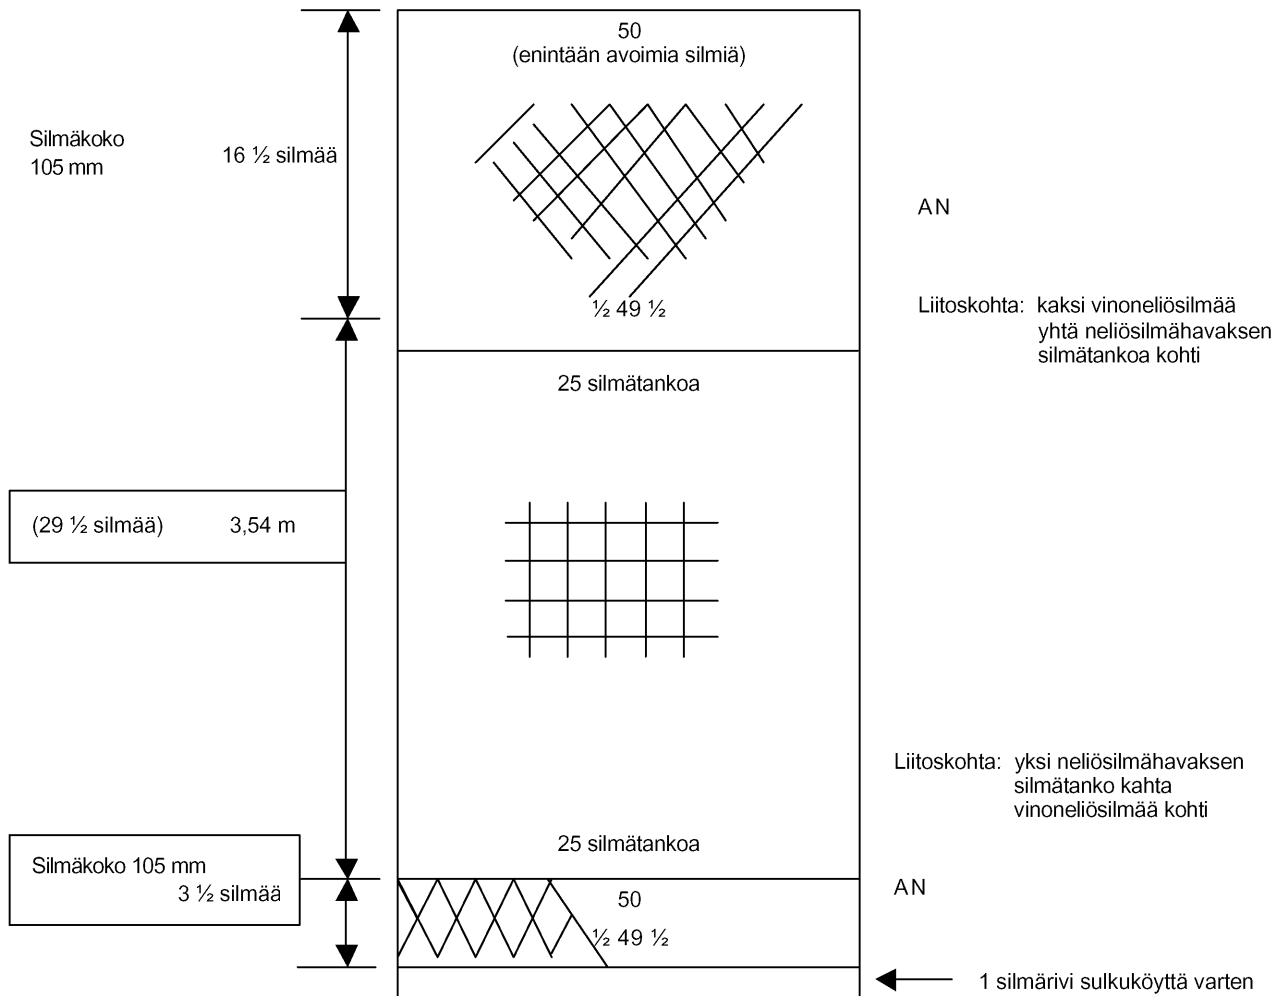 50
(enintään avoimia silmiä)
Silmäkoko
105 mm
16 ½ silmää
AN
½ 49 ½
Liitoskohta: kaksi vinoneliösilmää
yhtä neliösilmähavaksen
silmätankoa kohti
25 silmätankoa
(29 ½ silmää) 3,54 m
Liitoskohta: yksi neliösilmähavaksen
silmätanko kahta
vinoneliösilmää kohti
25 silmätankoa
Silmäkoko 105 mm
3 ½ silmää
50
AN
½ 49 ½
1 silmärivi sulkuköyttä varten